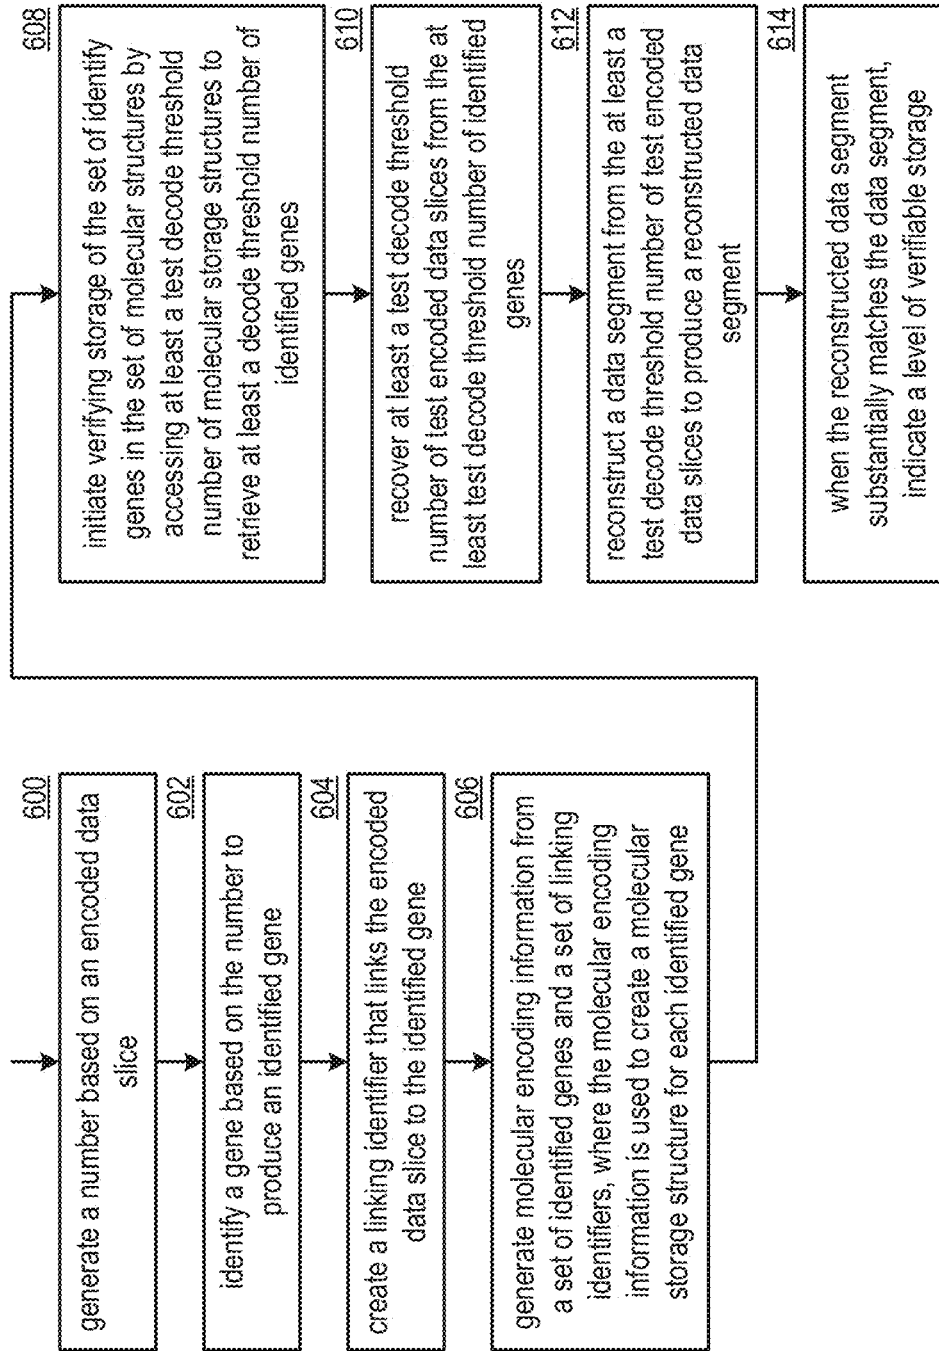 600
generate a number based on an encoded data
slice
602
identify a gene based on the number to
produce an identified gene
604
create a linking identifier that links the encoded
data slice to the identified gene
606
generate molecular encoding information from
a set of identified genes and a set of linking
identifiers, where the molecular encoding
information is used to create a molecular
storage structure for each identified gene
608
initiate verifying storage of the set of identify
genes in the set of molecular structures by
accessing at least a test decode threshold
number of molecular storage structures to
retrieve at least a decode threshold number of
identified genes
610
recover at least a test decode threshold
number of test encoded data slices from the at
least test decode threshold number of identified
genes
612
reconstruct a data segment from the at least a
test decode threshold number of test encoded
data slices to produce a reconstructed data
segment
614
when the reconstructed data segment
substantially matches the data segment,
indicate a level of verifiable storage